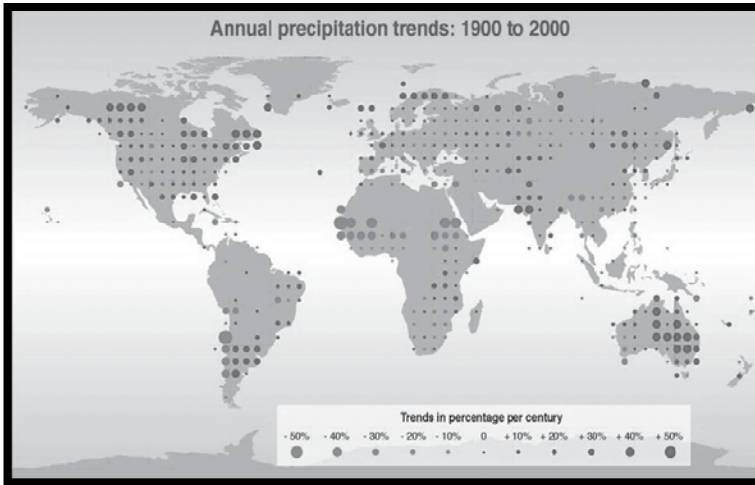 Annual precipitation trends: 1900 to 2000
Trends in percentage per century
- 50% - 40% - 30% - 20% - 10% 0 + 10% + 20% + 30% + 40% + 50%